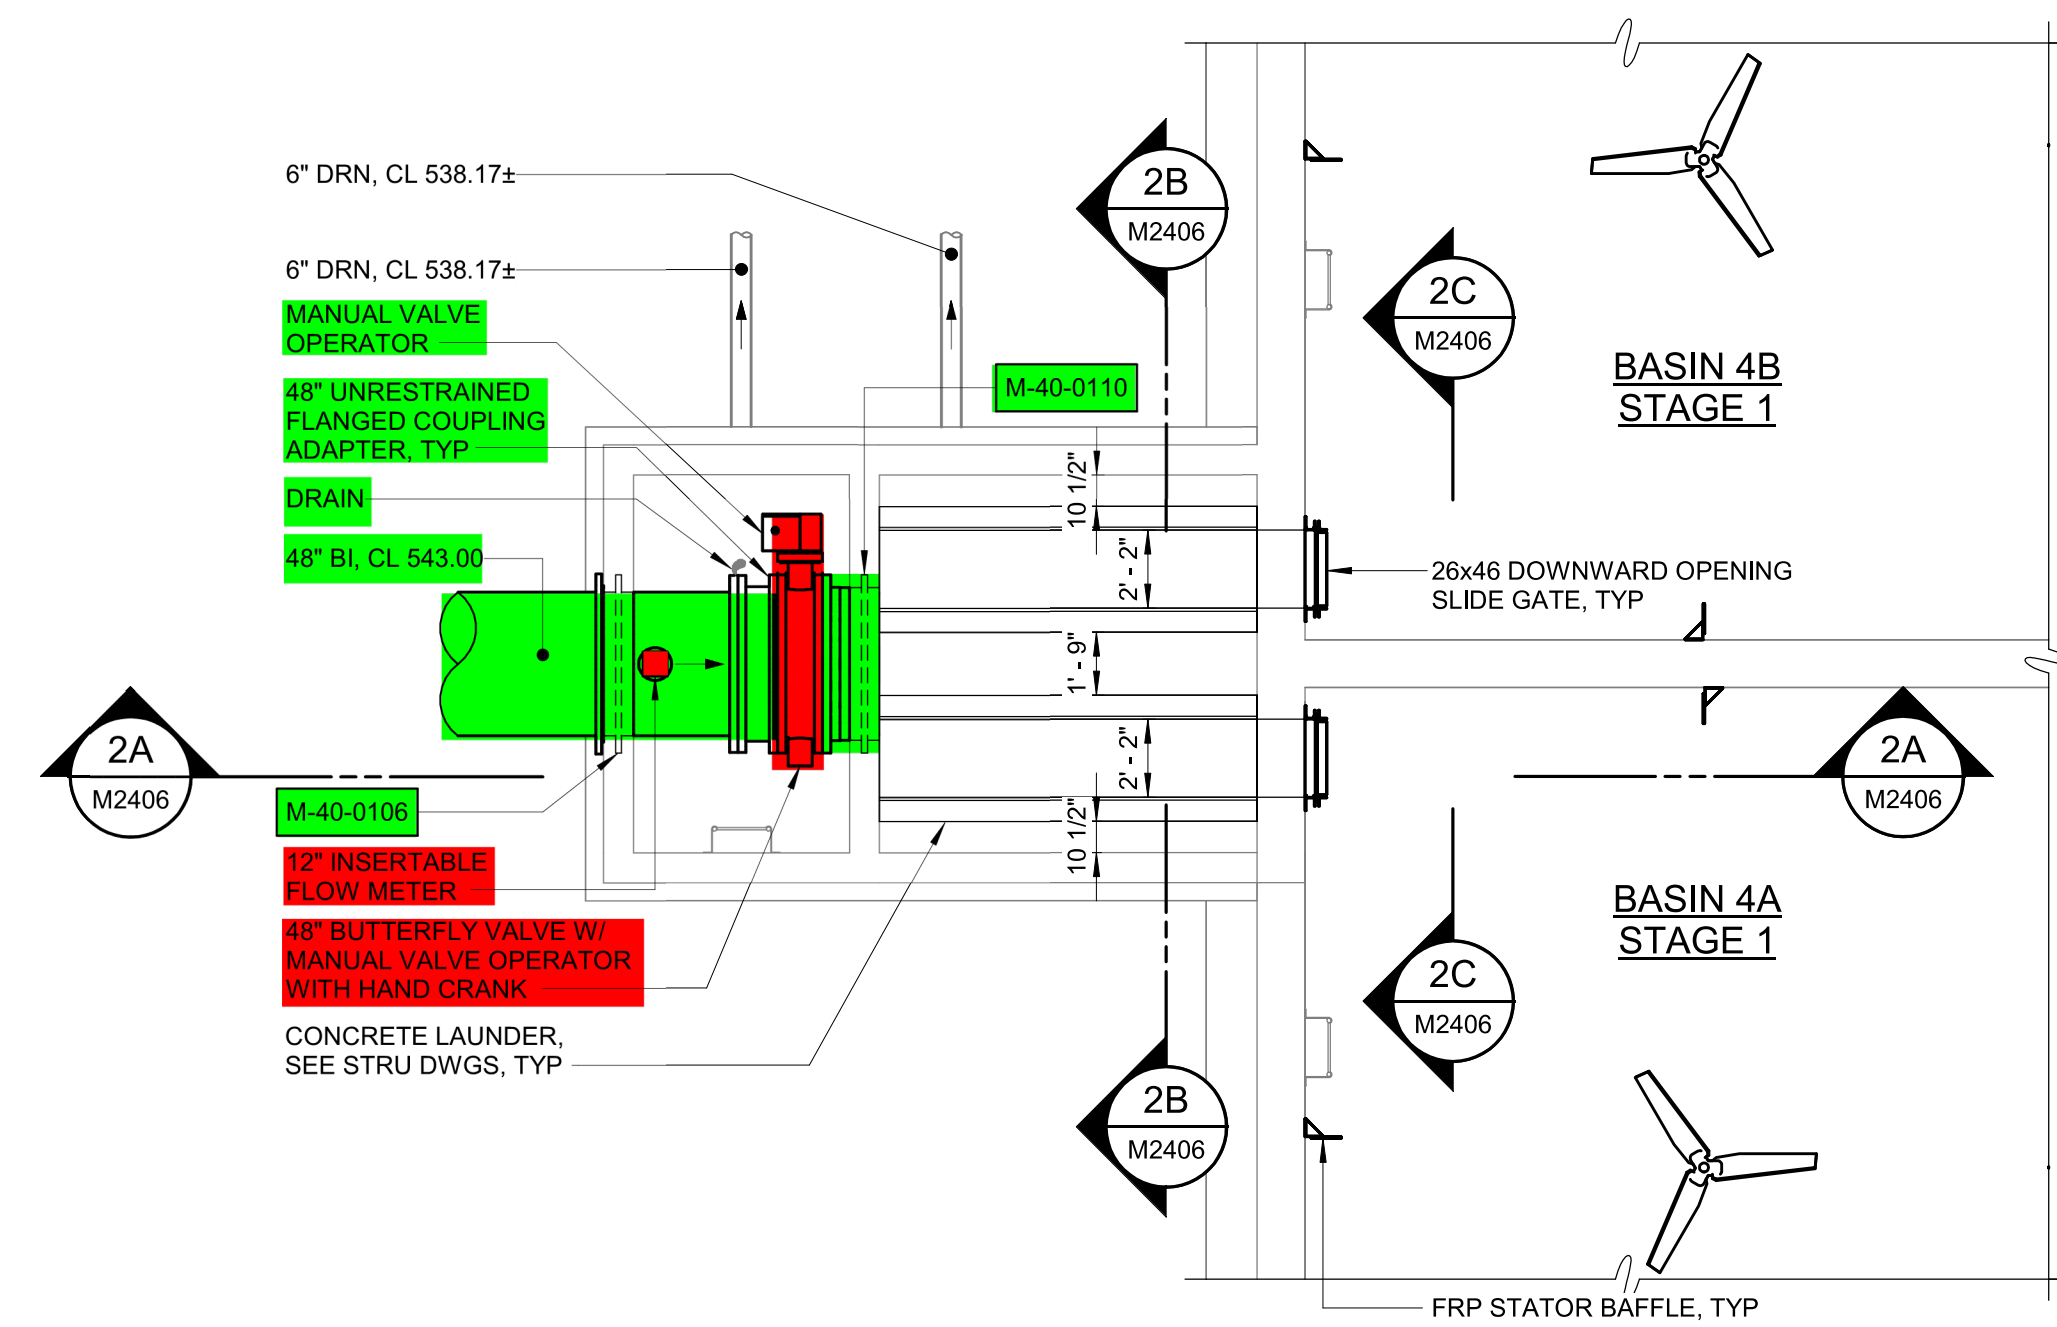 6" DRN, CL 538.17±
6" DRN, CL 538.17±
MANUAL VALVE
OPERATOR
48" UNRESTRAINED
FLANGED COUPLING
ADAPTER, TYP
DRAIN
48" BI, CL 543.00
2A
M2406
M-40-0106
12" INSERTABLE
FLOW METER
48" BUTTERFLY VALVE W/
MANUAL VALVE OPERATOR
WITH HAND CRANK
CONCRETE LAUNDER,
SEE STRU DWGS, TYP
M-40-0110
2B
M2406
2C
M2406
BASIN 4B
STAGE 1
10 1/2"
2' - 2"
1' - 9"
2' - 2"
10 1/2"
26x46 DOWNWARD OPENING
SLIDE GATE, TYP
2A
M2406
BASIN 4A
STAGE 1
2C
M2406
2B
M2406
FRP STATOR BAFFLE, TYP